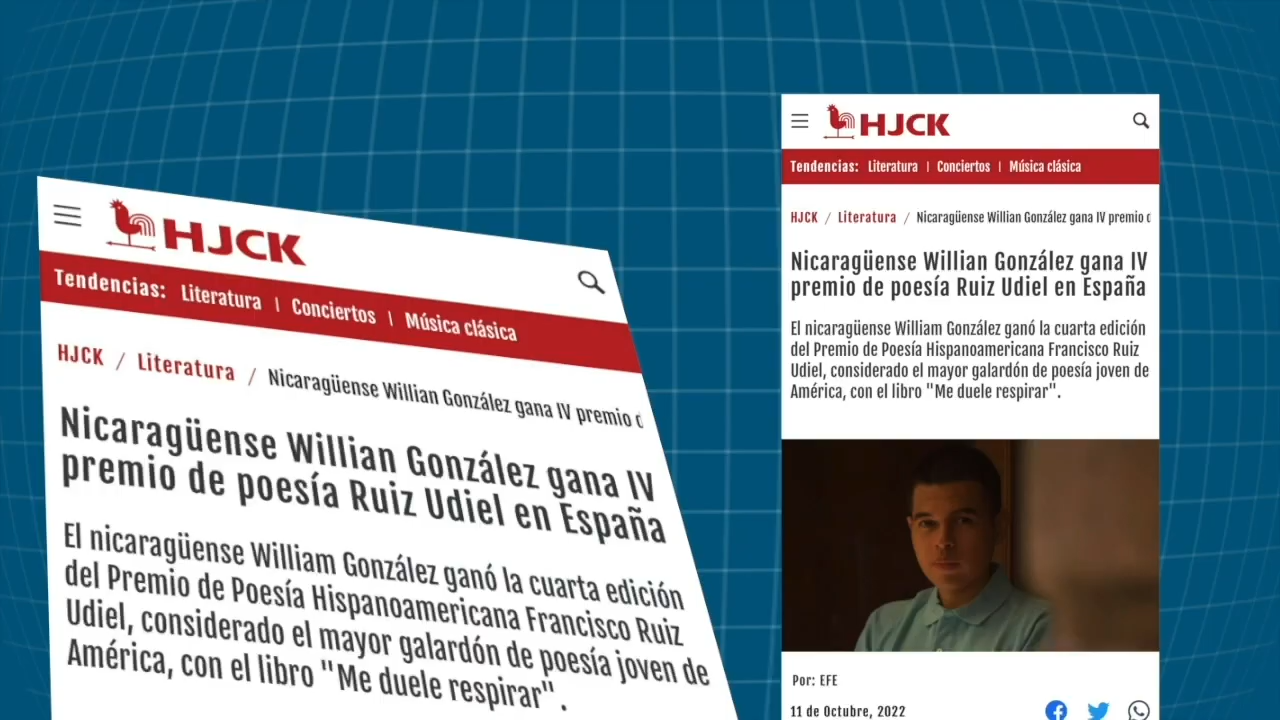 HJCK
Tendencias: Literatura | Conciertos | Música clásica
HJCK / Literatura / Nicaragüense Willian González gana IV premio d
Nicaragüense Willian González gana IV
premio de poesía Ruiz Udiel en España
El nicaragüense William González ganó la cuarta edición
del Premio de Poesía Hispanoamericana Francisco Ruiz
Udiel, considerado el mayor galardón de poesía joven de
América, con el libro "Me duele respirar".
HJCK
Tendencias: Literatura | Conciertos | Música clásica
HJCK / Literatura / Nicaragüense Willian González gana IV premio d
Nicaragüense Willian González gana IV
premio de poesía Ruiz Udiel en España
El nicaragüense William González ganó la cuarta edición
del Premio de Poesía Hispanoamericana Francisco Ruiz
Udiel, considerado el mayor galardón de poesía joven de
América, con el libro "Me duele respirar".
Por: EFE
11 de Octubre, 2022